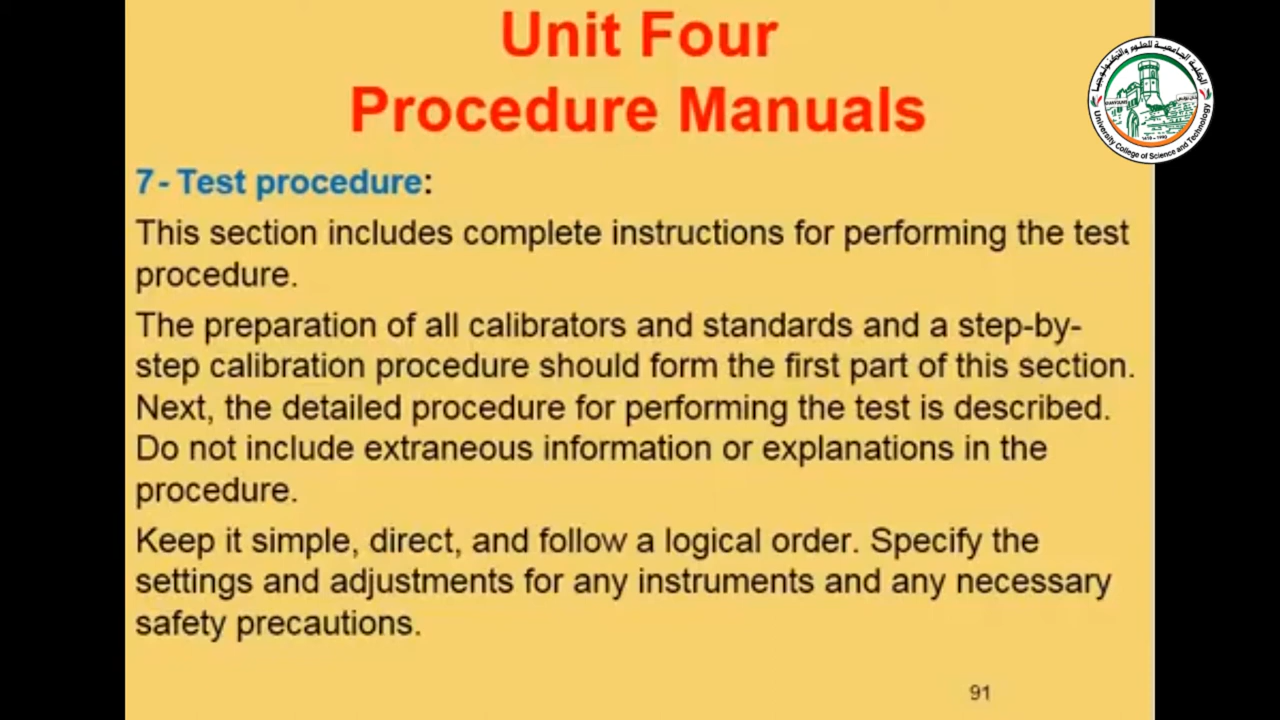 Unit Four
Procedure Manuals
7- Test procedure:
This section includes complete instructions for performing the test
procedure.
The preparation of all calibrators and standards and a step-by-
step calibration procedure should form the first part of this section.
Next, the detailed procedure for performing the test is described.
Do not include extraneous information or explanations in the
procedure.
Keep it simple, direct, and follow a logical order. Specify the
settings and adjustments for any instruments and any necessary
safety precautions.
91
الكلية الجامعية للعلوم والتكنولوجيا
University College of Science and Technology